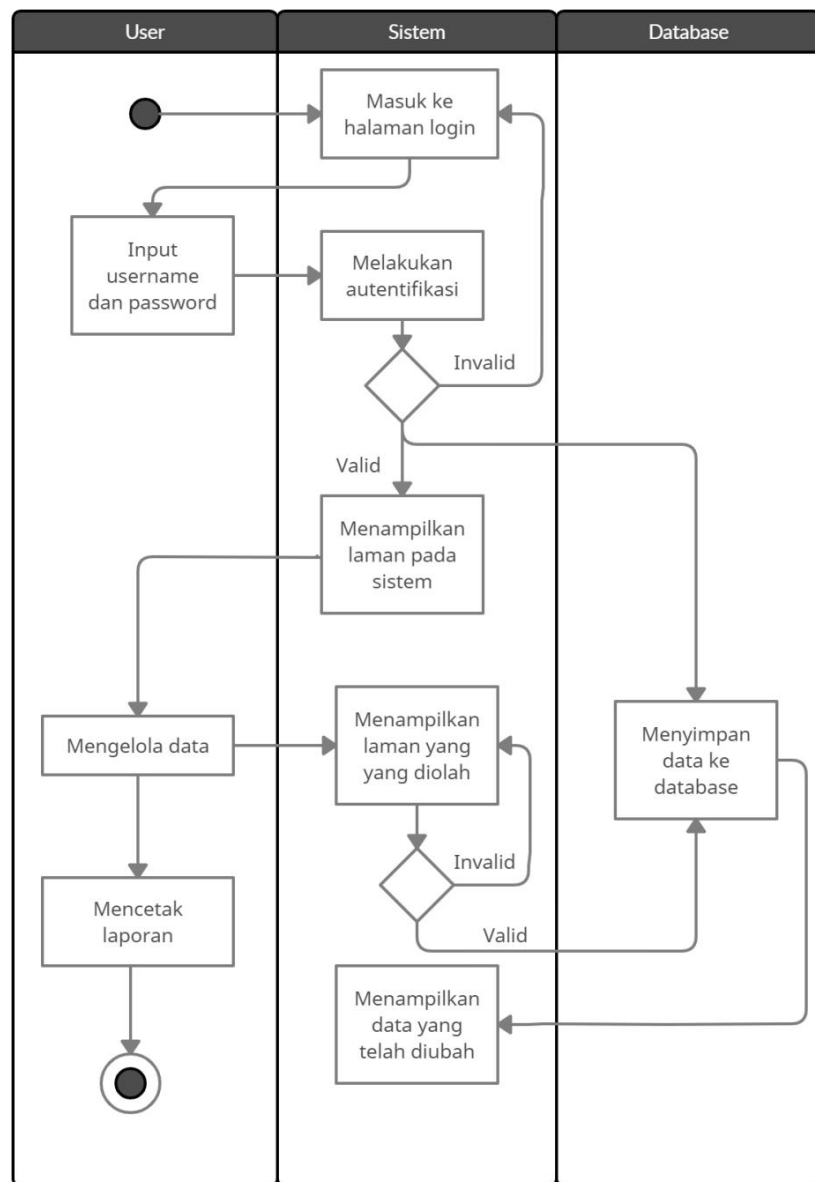 User
Sistem
Database
Masuk ke
halaman login
Input
username
dan password
Melakukan
autentifikasi
Invalid
Valid
Menampilkan
laman pada
sistem
Mengelola data
Menampilkan
laman yang
yang diolah
Menyimpan
data ke
database
Invalid
Mencetak
laporan
Valid
Menampilkan
data yang
telah diubah